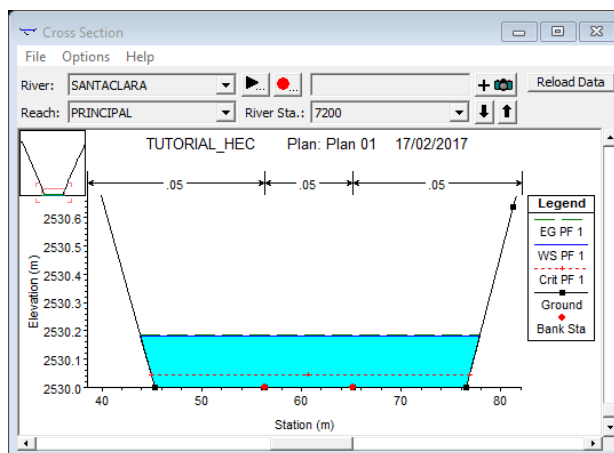 Cross Section
File Options Help
River: SANTACLARA + Reload Data
Reach: PRINCIPAL River Sta.: 7200
TUTORIAL_HEC Plan: Plan 01 17/02/2017
.05 .05 .05
Legend
EG PF 1
WS PF 1
Crit PF 1
Ground
Bank Sta
2530.6
2530.5
2530.4
2530.3
2530.2
2530.1
2530.0
Elevation (m)
40 50 60 70 80
Station (m)